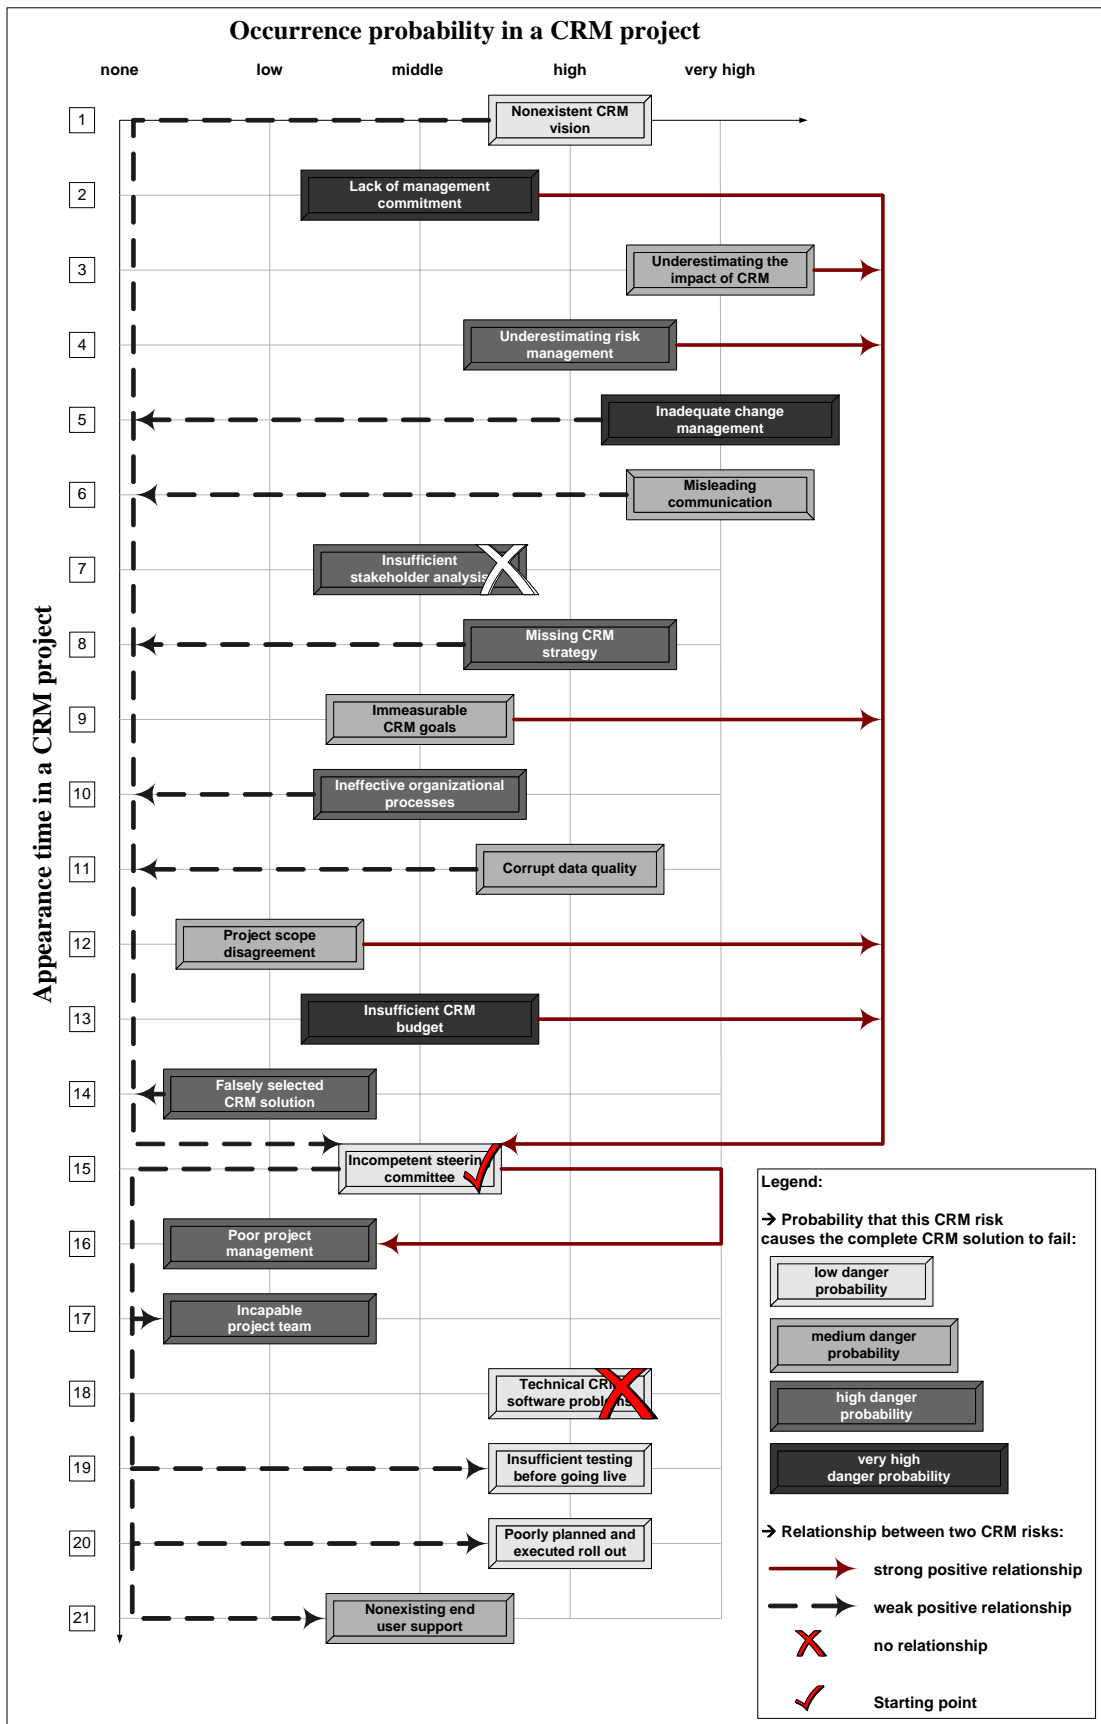 Occurrence probability in a CRM project
none low middle high very high
Appearance time in a CRM project
1
Nonexistent CRM
vision
2
Lack of management
commitment
3
Underestimating the
impact of CRM
4
Underestimating risk
management
5
Inadequate change
management
6
Misleading
communication
7
Insufficient
stakeholder analysis
8
Missing CRM
strategy
9
Immeasurable
CRM goals
10
Ineffective organizational
processes
11
Corrupt data quality
12
Project scope
disagreement
13
Insufficient CRM
budget
14
Falsely selected
CRM solution
15
Incompetent steering
committee
16
Poor project
management
17
Incapable
project team
18
Technical CRM
software problems
19
Insufficient testing
before going live
20
Poorly planned and
executed roll out
21
Nonexisting end
user support
Legend:
→ Probability that this CRM risk
causes the complete CRM solution to fail:
low danger
probability
medium danger
probability
high danger
probability
very high
danger probability
→ Relationship between two CRM risks:
strong positive relationship
weak positive relationship
no relationship
Starting point